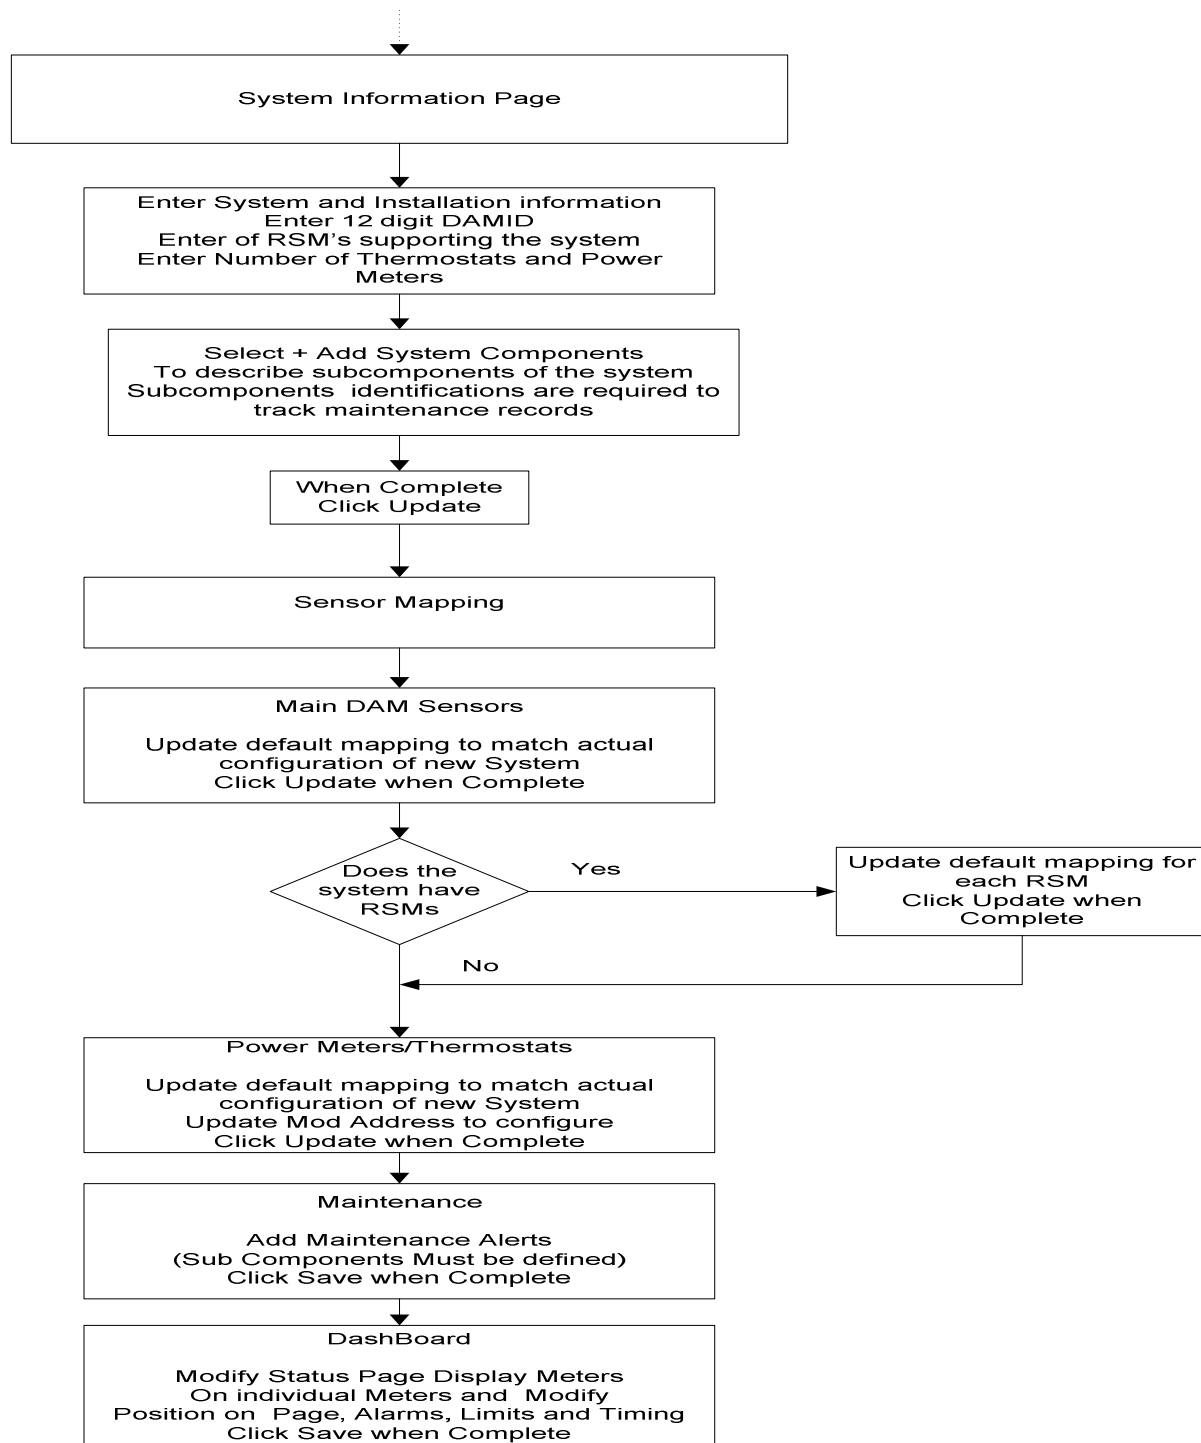 System Information Page
Enter System and Installation information
Enter 12 digit DAMID
Enter of RSM's supporting the system
Enter Number of Thermostats and Power
Meters
Select + Add System Components
To describe subcomponents of the system
Subcomponents  identifications are required to
track maintenance records
When Complete
Click Update
Sensor Mapping
Main DAM Sensors
Update default mapping to match actual
configuration of new System
Click Update when Complete
Does the
system have
RSMs
Yes
Update default mapping for
each RSM
Click Update when
Complete
No
Power Meters/Thermostats
Update default mapping to match actual
configuration of new System
Update Mod Address to configure
Click Update when Complete
Maintenance
Add Maintenance Alerts
(Sub Components Must be defined)
Click Save when Complete
DashBoard
Modify Status Page Display Meters
On individual Meters and  Modify
Position on  Page, Alarms, Limits and Timing
Click Save when Complete